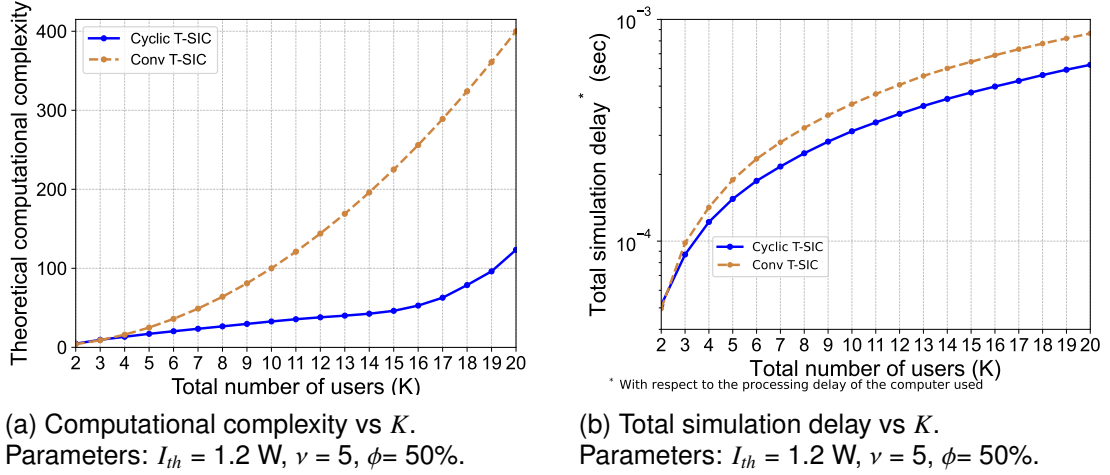 Theoretical computational complexity
400
300
200
100
0
Cyclic T-SIC
Conv T-SIC
2 3 4 5 6 7 8 9 10 11 12 13 14 15 16 17 18 19 20
Total number of users (K)
Total simulation delay * (sec)
10⁻³
10⁻⁴
Cyclic T-SIC
Conv T-SIC
2 3 4 5 6 7 8 9 10 11 12 13 14 15 16 17 18 19 20
Total number of users (K)
* With respect to the processing delay of the computer used
(a) Computational complexity vs K.
Parameters: I_th = 1.2 W, ν = 5, ϕ= 50%.
(b) Total simulation delay vs K.
Parameters: I_th = 1.2 W, ν = 5, ϕ= 50%.